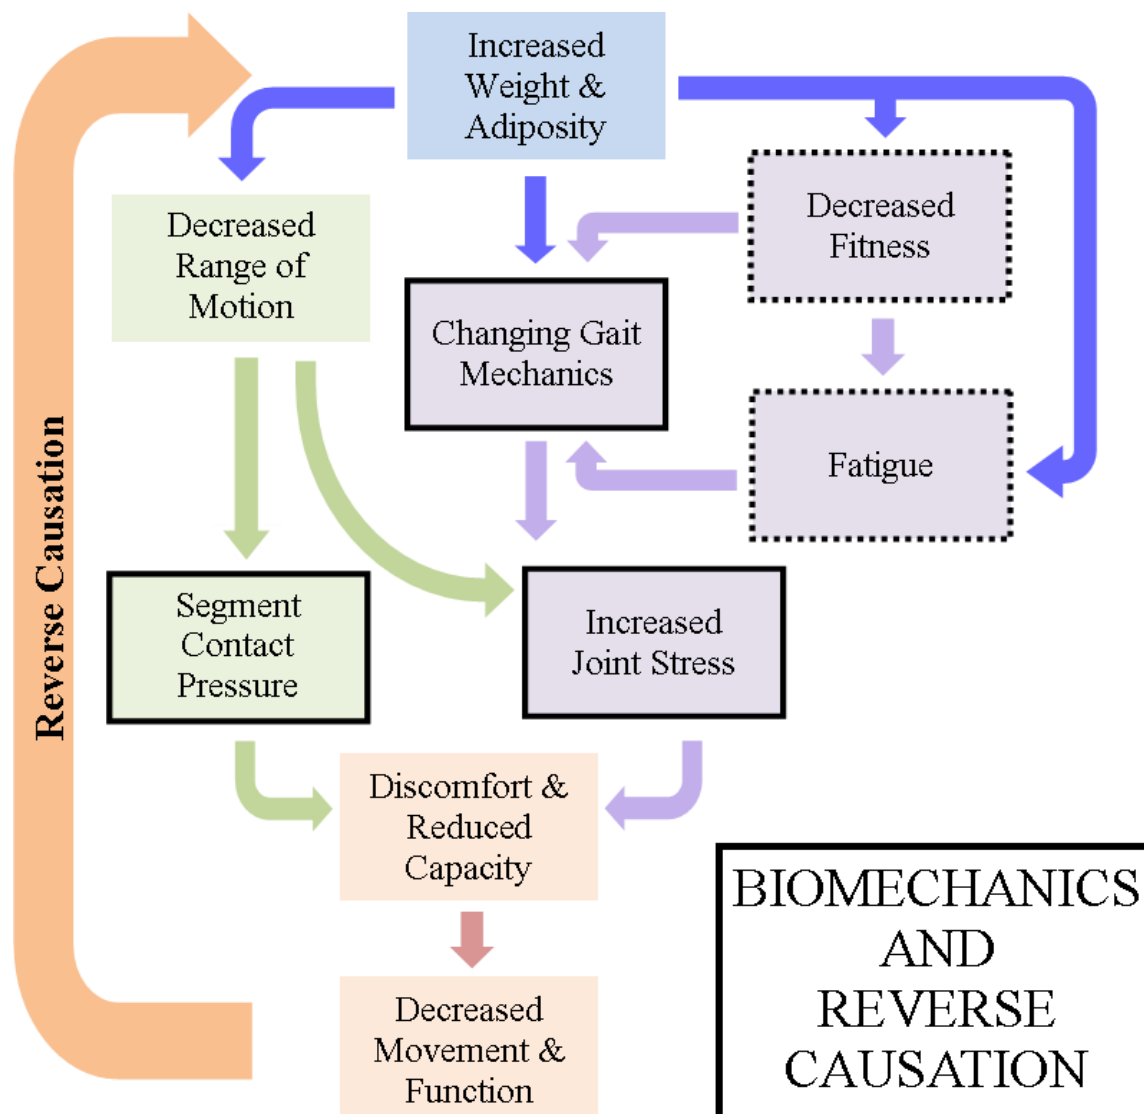 Increased
Weight &
Adiposity
Decreased
Range of
Motion
Decreased
Fitness
Changing Gait
Mechanics
Fatigue
Reverse Causation
Segment
Contact
Pressure
Increased
Joint Stress
Discomfort &
Reduced
Capacity
Decreased
Movement &
Function
BIOMECHANICS
AND
REVERSE
CAUSATION